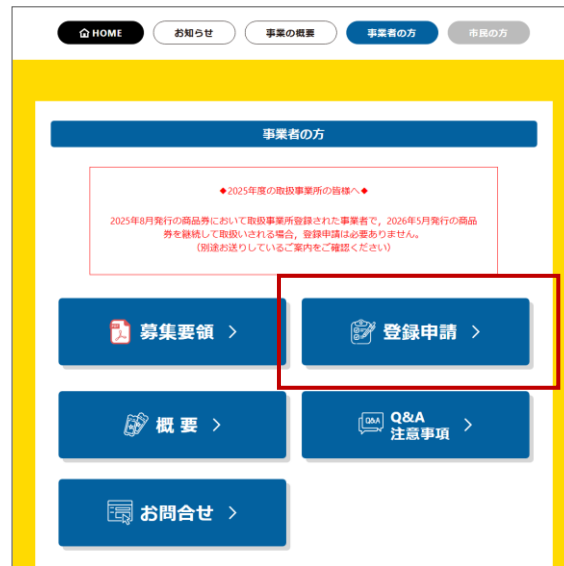 HOME お知らせ 事業の概要 事業者の方 市民の方
事業者の方
◆2025年度の取扱事業所の皆様へ◆
2025年8月発行の商品券において取扱事業所登録された事業者で，2026年5月発行の商品
券を継続して取扱いされる場合，登録申請は必要ありません。
（別途お送りしているご案内をご確認ください）
募集要領 >
登録申請 >
概 要 >
Q&A
Q&A
注意事項 >
お問合せ >